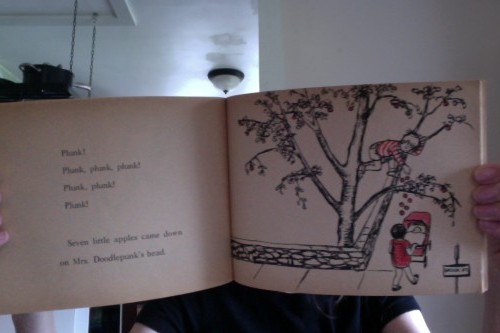 Plunk!
Plunk, plunk, plunk!
Plunk, plunk!
Plunk!
Seven little apples came down
on Mrs. Doodlepunk's head.